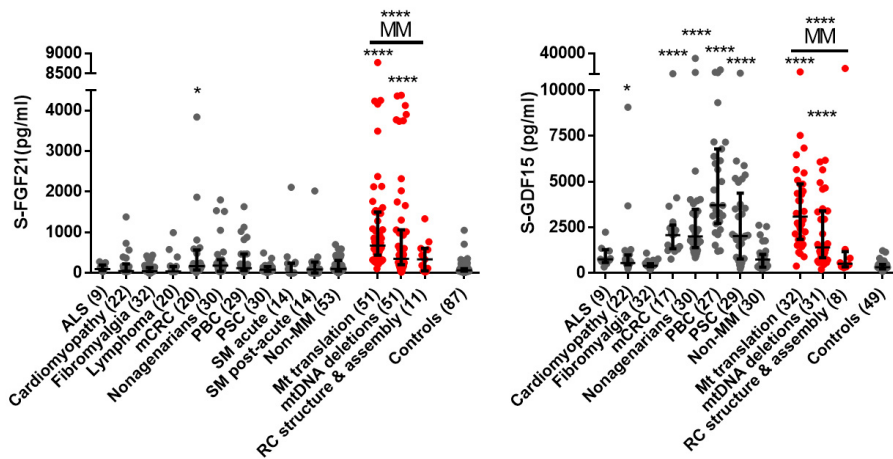 ****
MM
****
****
*
S-FGF21(pg/ml)
9000
8500
4000
3000
2000
1000
0
ALS (9)
Cardiomyopathy (22)
Fibromyalgia (32)
Lymphoma (20)
mCRC (20)
Nonagenarians (30)
PBC (29)
PSC (30)
SM acute (14)
SM post-acute (14)
Non-MM (53)
Mt translation (51)
mtDNA deletions (51)
RC structure & assembly (11)
Controls (87)
****
MM
****
****
****
****
****
****
*
S-GDF15 (pg/ml)
40000
10000
7500
5000
2500
0
ALS (9)
Cardiomyopathy (22)
Fibromyalgia (32)
mCRC (17)
Nonagenarians (30)
PBC (27)
PSC (29)
Non-MM (30)
Mt translation (32)
mtDNA deletions (31)
RC structure & assembly (8)
Controls (49)